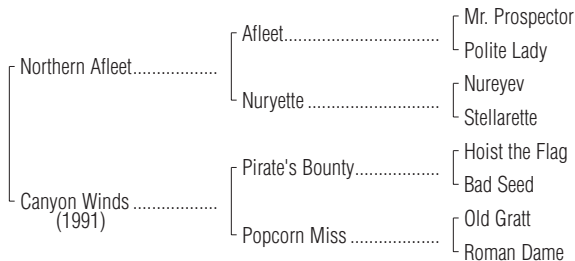 Mr. Prospector
Afleet
Polite Lady
Northern Afleet
Nureyev
Nuryette
Stellarette
Hoist the Flag
Pirate's Bounty
Bad Seed
Canyon Winds
(1991)
Old Gratt
Popcorn Miss
Roman Dame